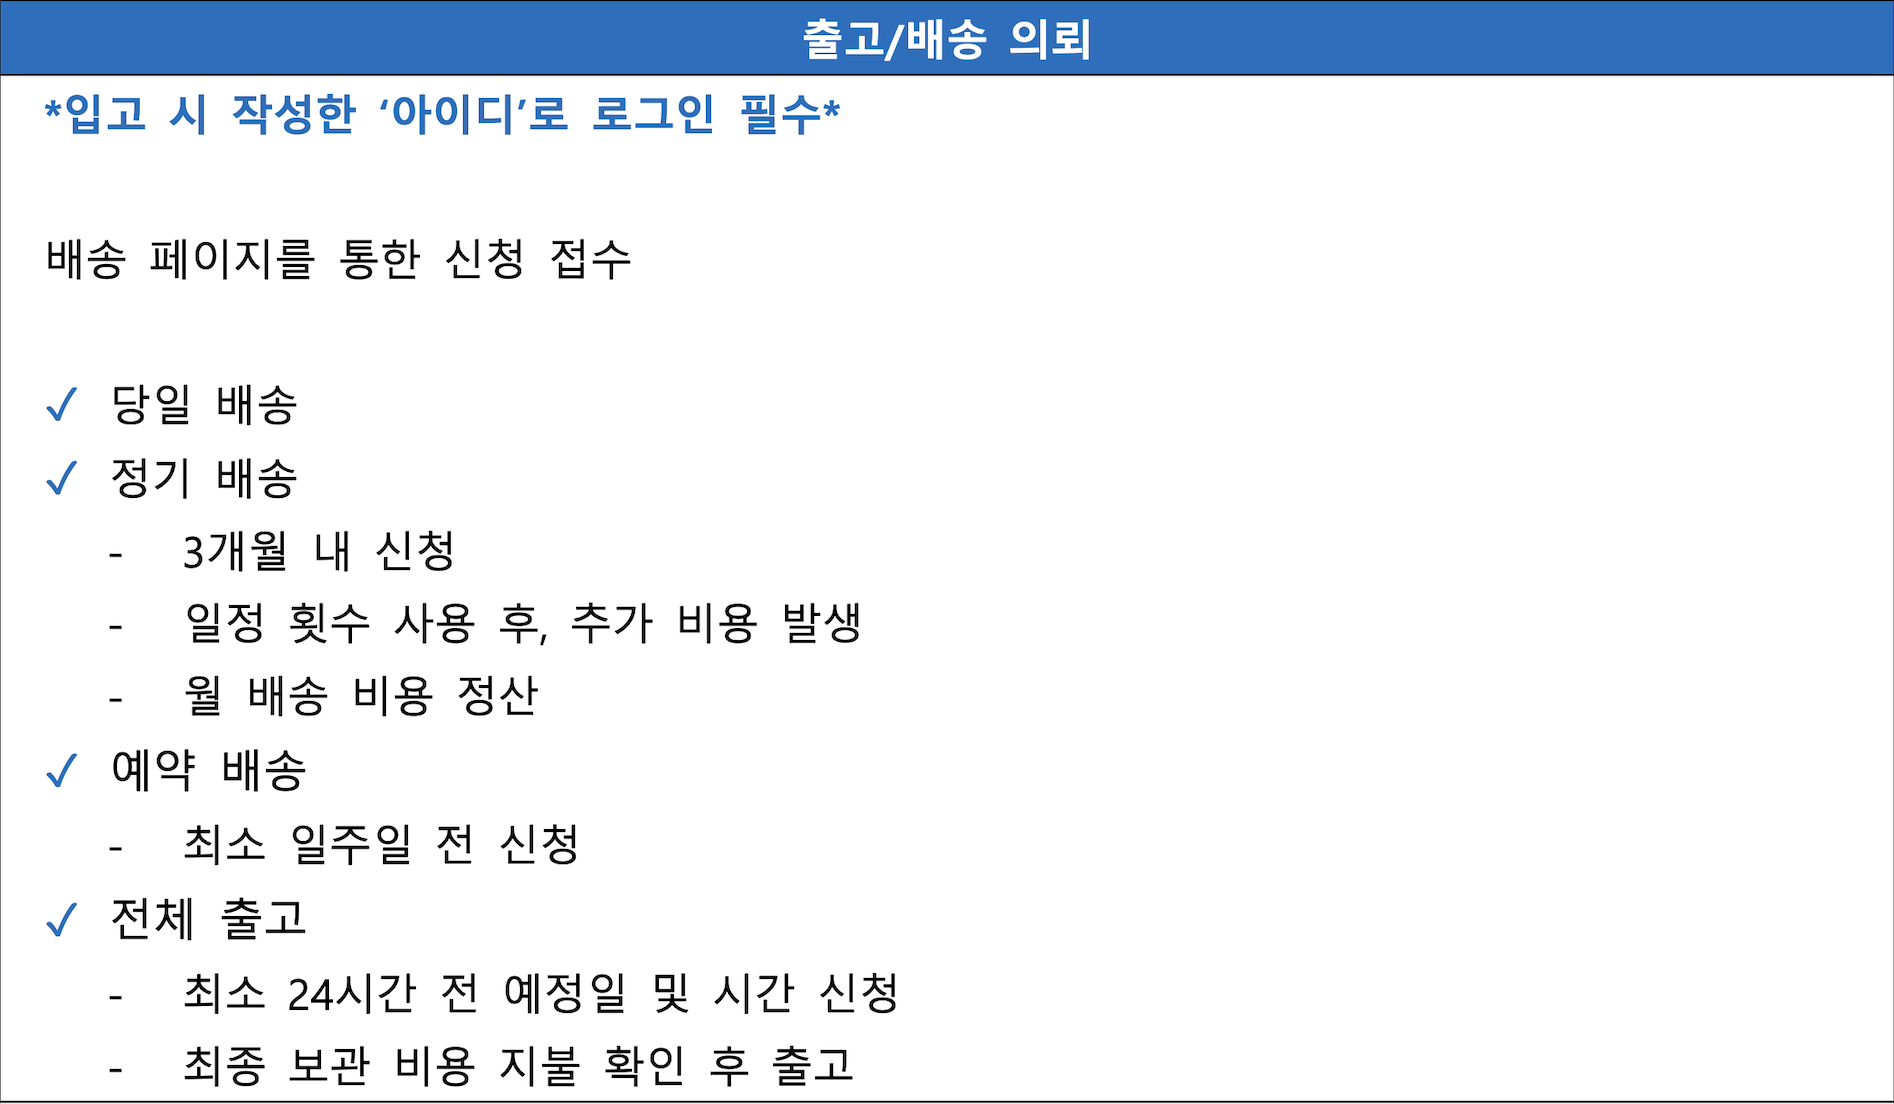 출고/배송 의뢰
*입고 시 작성한 ‘아이디’로 로그인 필수*
배송 페이지를 통한 신청 접수
✓ 당일 배송
✓ 정기 배송
- 3개월 내 신청
- 일정 횟수 사용 후, 추가 비용 발생
- 월 배송 비용 정산
✓ 예약 배송
- 최소 일주일 전 신청
✓ 전체 출고
- 최소 24시간 전 예정일 및 시간 신청
- 최종 보관 비용 지불 확인 후 출고